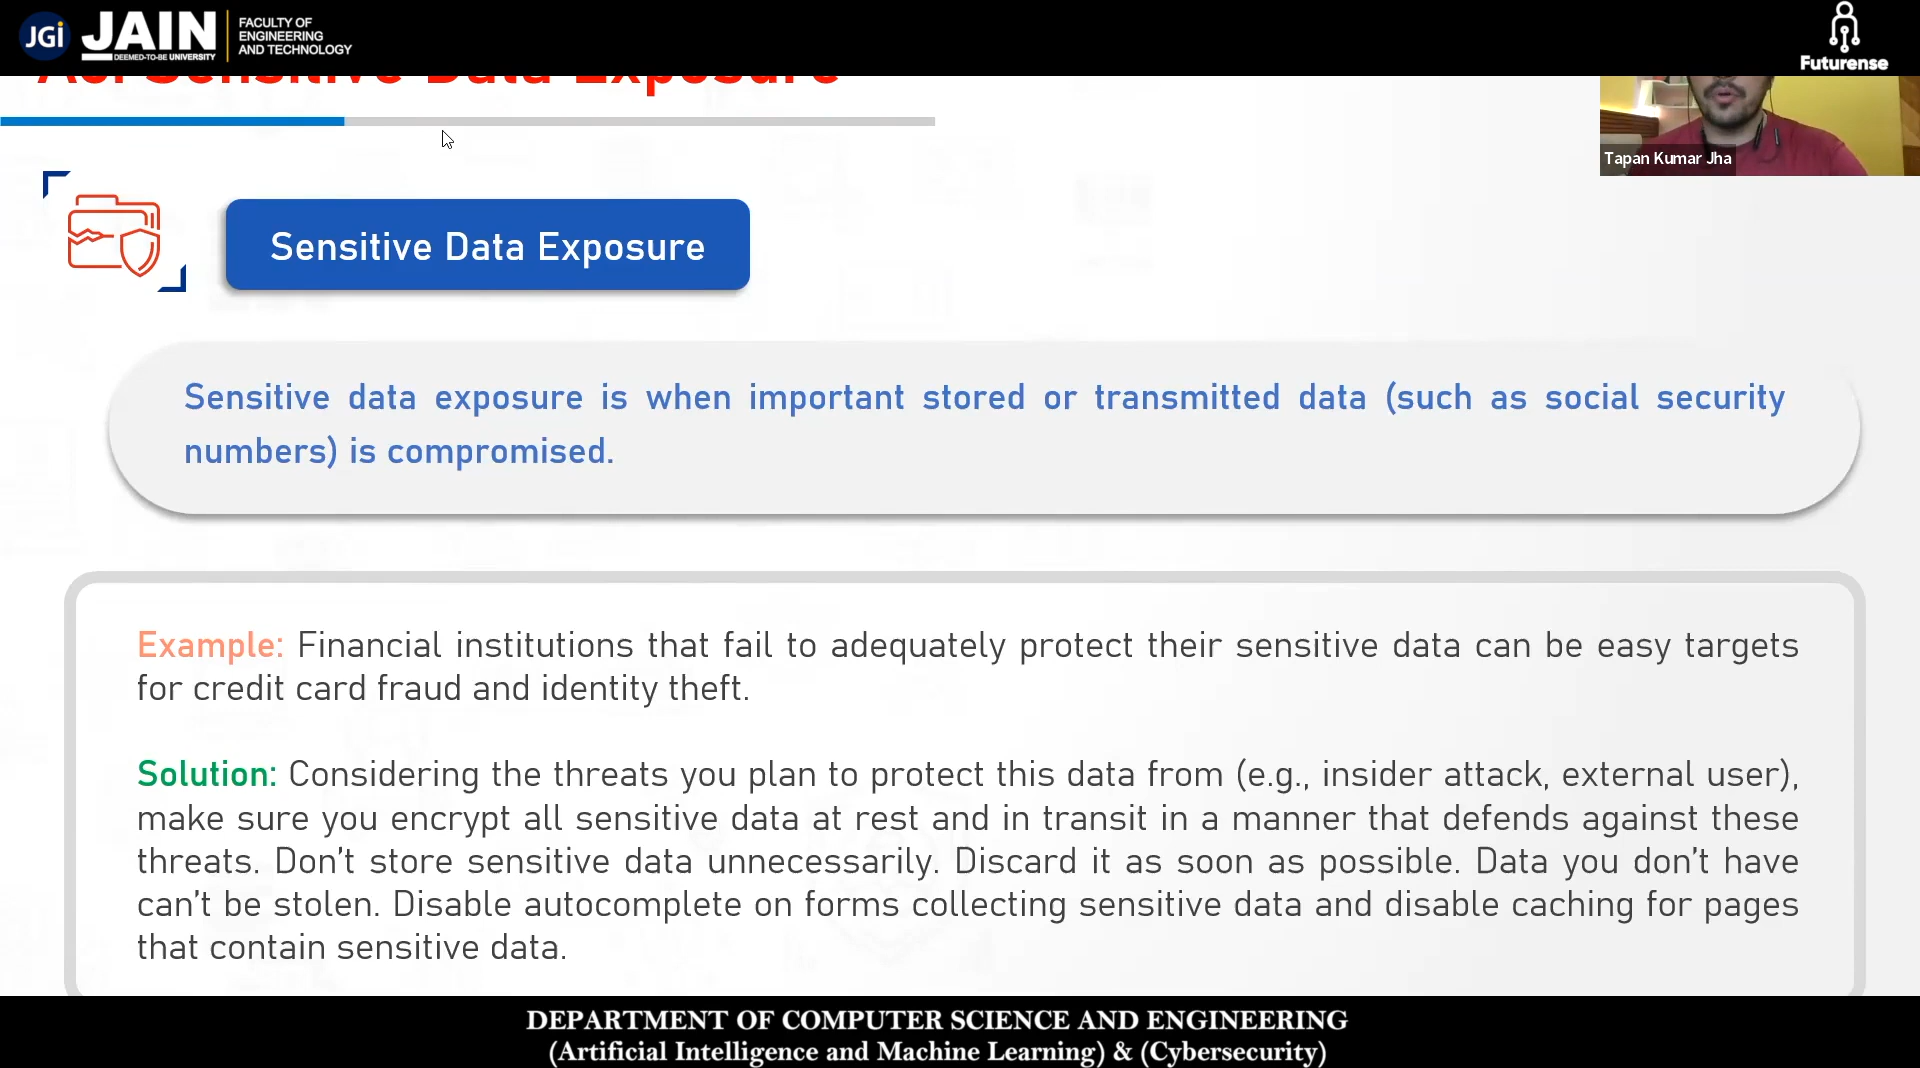 JGi JAIN
DEEMED-TO-BE UNIVERSITY
FACULTY OF
ENGINEERING
AND TECHNOLOGY
Futurense
Sensitive Data Exposure
Tapan Kumar Jha
Sensitive Data Exposure
Sensitive data exposure is when important stored or transmitted data (such as social security
numbers) is compromised.
Example: Financial institutions that fail to adequately protect their sensitive data can be easy targets
for credit card fraud and identity theft.
Solution: Considering the threats you plan to protect this data from (e.g., insider attack, external user),
make sure you encrypt all sensitive data at rest and in transit in a manner that defends against these
threats. Don't store sensitive data unnecessarily. Discard it as soon as possible. Data you don't have
can't be stolen. Disable autocomplete on forms collecting sensitive data and disable caching for pages
that contain sensitive data.
DEPARTMENT OF COMPUTER SCIENCE AND ENGINEERING
(Artificial Intelligence and Machine Learning) & (Cybersecurity)